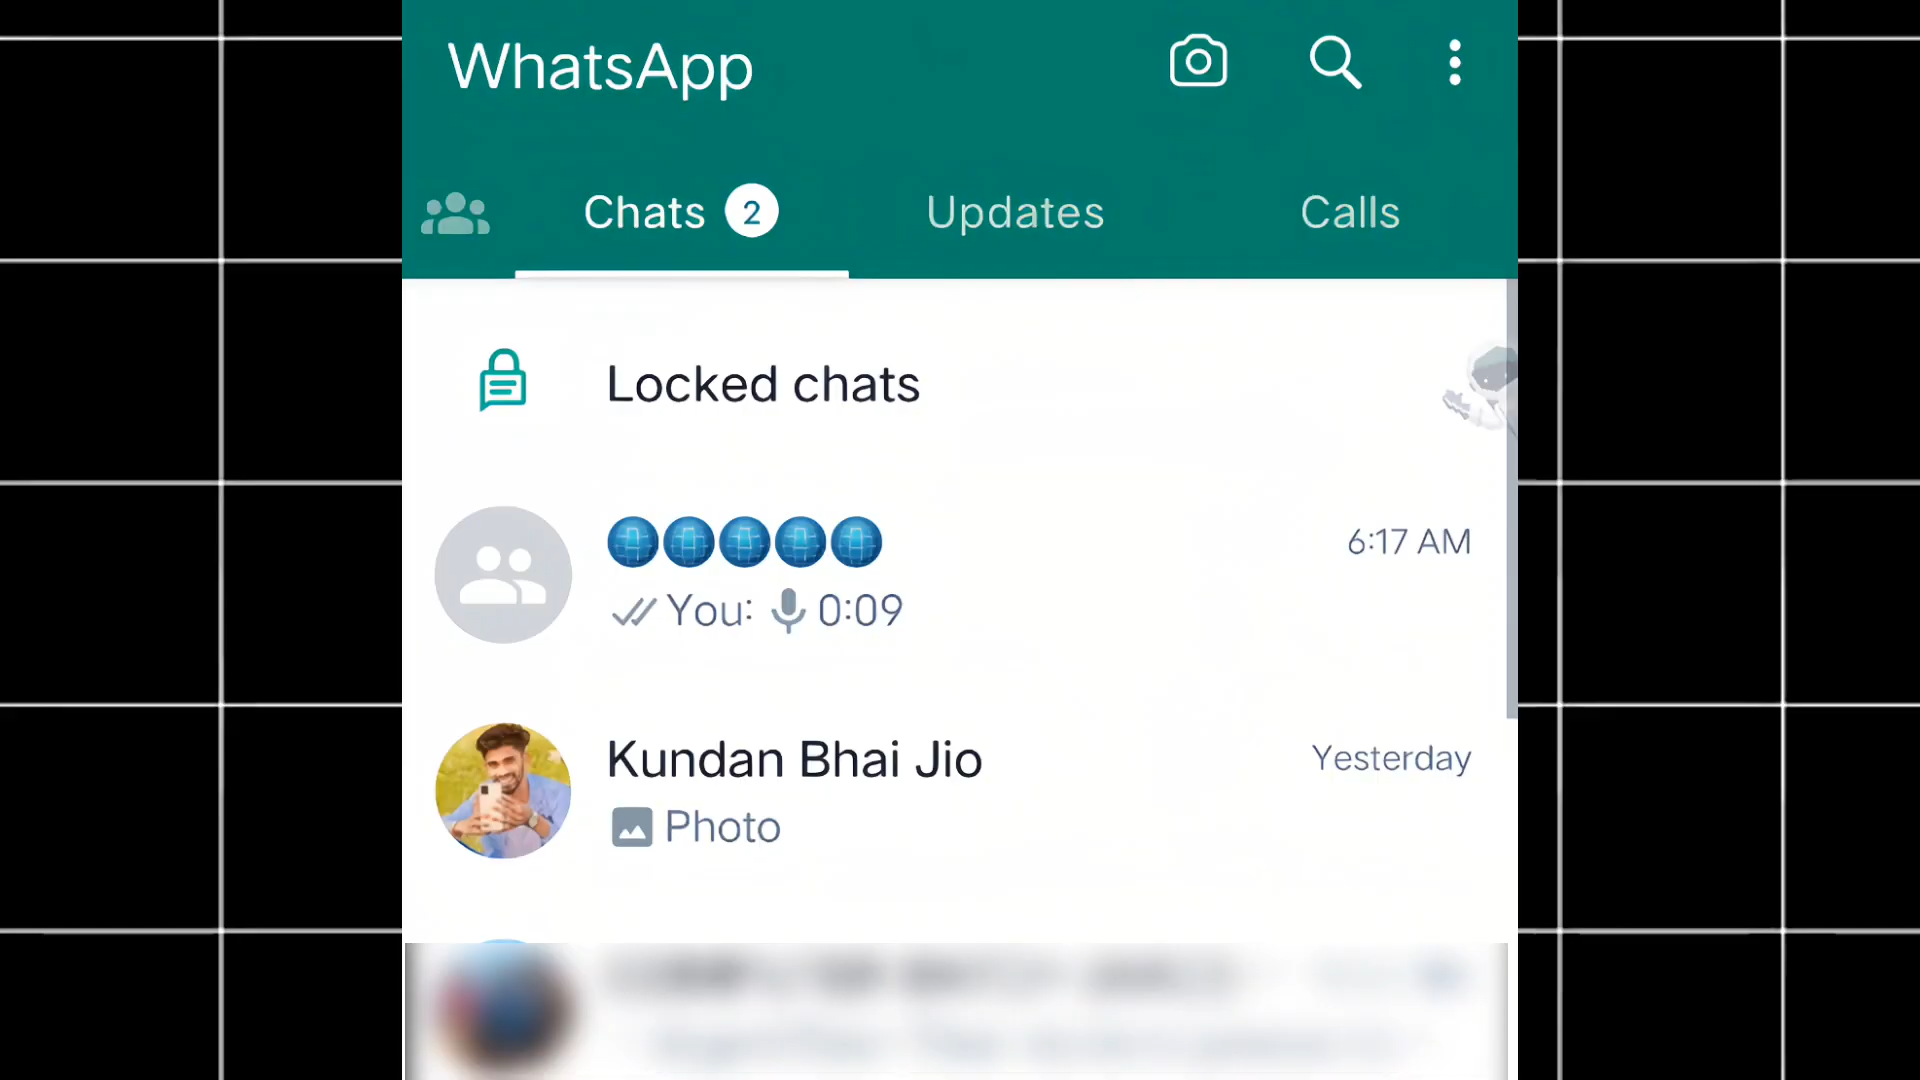 WhatsApp
Chats 2
Updates
Calls
Locked chats
🌐🌐🌐🌐🌐
6:17 AM
You: 0:09
Kundan Bhai Jio
Yesterday
Photo